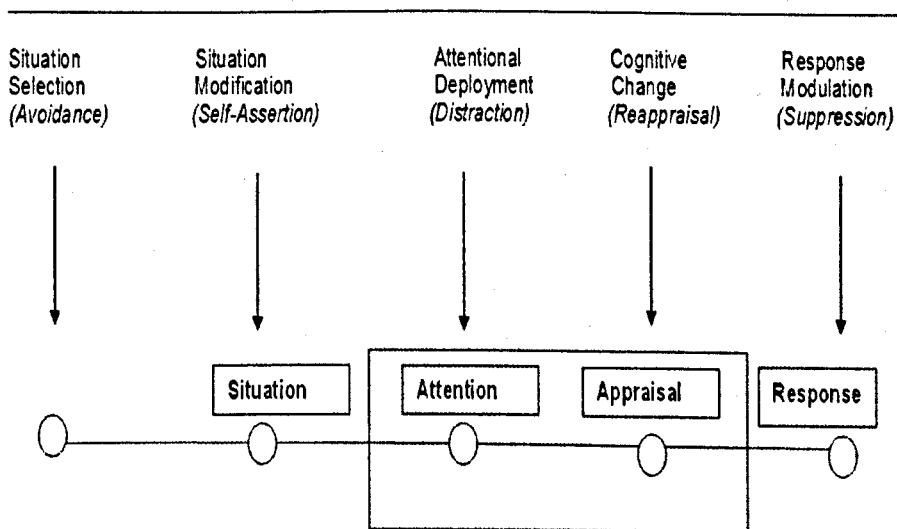 Situation
Selection
(Avoidance)
Situation
Modification
(Self-Assertion)
Attentional
Deployment
(Distraction)
Cognitive
Change
(Reappraisal)
Response
Modulation
(Suppression)
Situation
Attention
Appraisal
Response